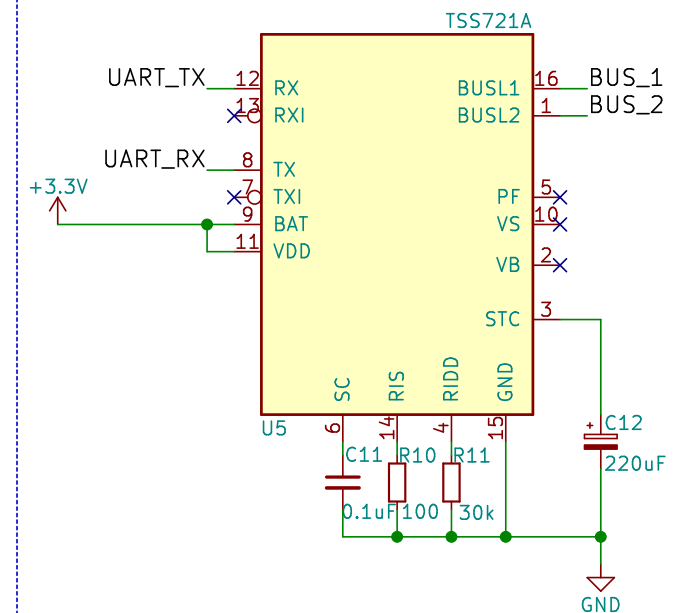 TSS721A
UART_TX 12 RX BUSL1 16 BUS_1
13 RXI BUSL2 1 BUS_2
UART_RX 8 TX
+3.3V 7 TXI PF 5
9 BAT VS 10
11 VDD
VB 2
STC 3
SC RIS RIDD GND
U5 6 14 4 15 + C12
C11 R10 R11 220uF
0.1uF 100 30k
GND